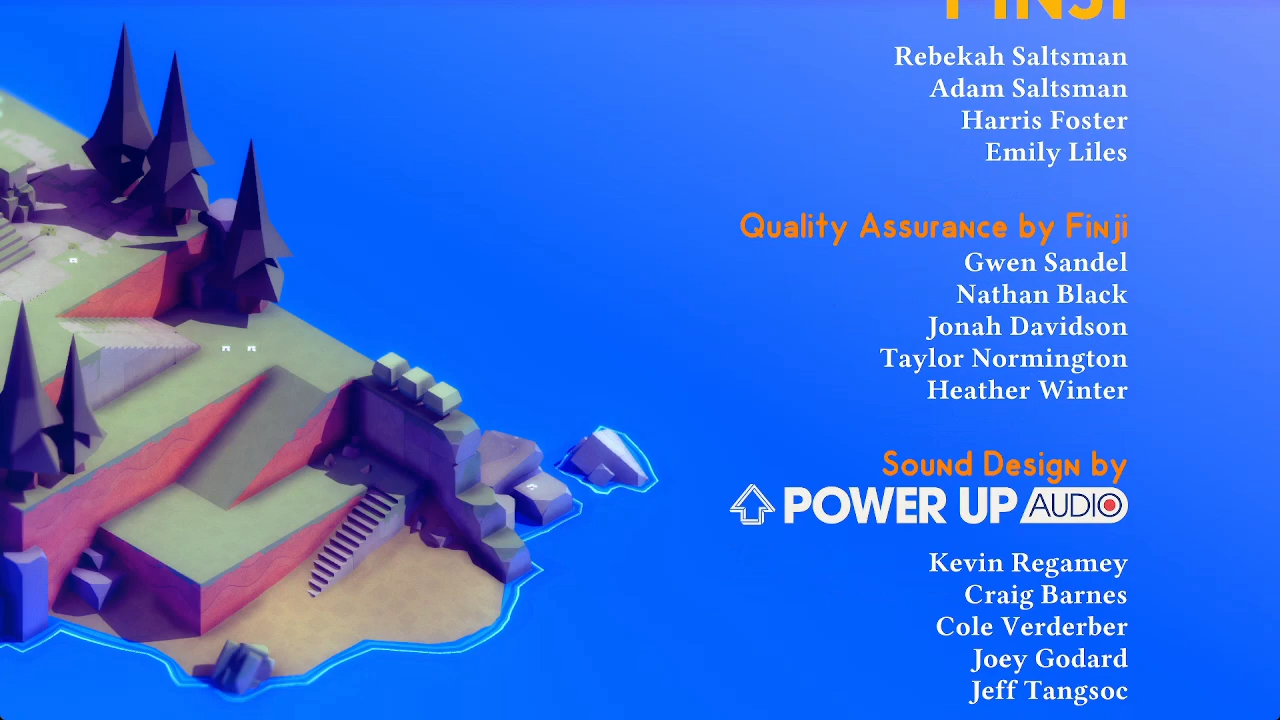 FINJI
Rebekah Saltsman
Adam Saltsman
Harris Foster
Emily Liles
Quality Assurance by Finji
Gwen Sandel
Nathan Black
Jonah Davidson
Taylor Normington
Heather Winter
Sound Design by
POWER UP AUDIO
Kevin Regamey
Craig Barnes
Cole Verderber
Joey Godard
Jeff Tangsoc